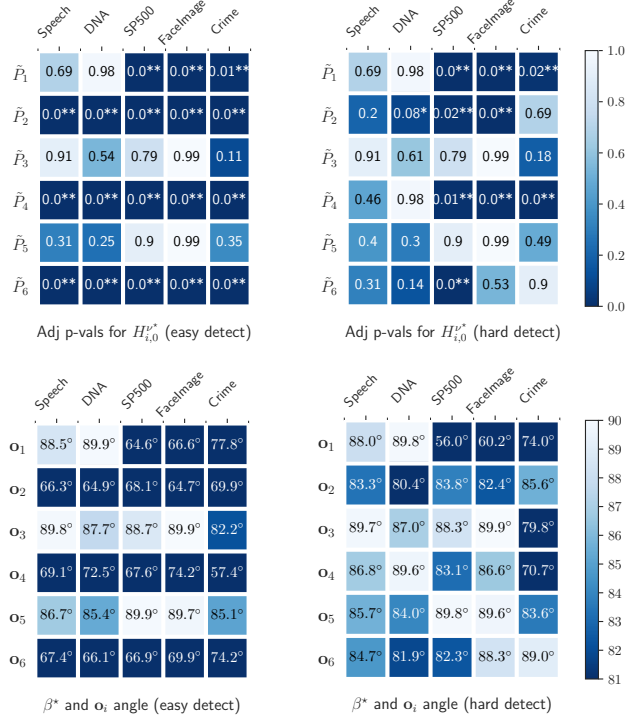 Speech DNA SP500 FaceImage Crime
P̃₁ 0.69 0.98 0.0** 0.0** 0.01**
P̃₂ 0.0** 0.0** 0.0** 0.0** 0.0**
P̃₃ 0.91 0.54 0.79 0.99 0.11
P̃₄ 0.0** 0.0** 0.0** 0.0** 0.0**
P̃₅ 0.31 0.25 0.9 0.99 0.35
P̃₆ 0.0** 0.0** 0.0** 0.0** 0.0**
Adj p-vals for H_{i,0}^{ν*} (easy detect)
Speech DNA SP500 FaceImage Crime
P̃₁ 0.69 0.98 0.0** 0.0** 0.02**
P̃₂ 0.2 0.08* 0.02** 0.0** 0.69
P̃₃ 0.91 0.61 0.79 0.99 0.18
P̃₄ 0.46 0.98 0.01** 0.0** 0.0**
P̃₅ 0.4 0.3 0.9 0.99 0.49
P̃₆ 0.31 0.14 0.0** 0.53 0.9
Adj p-vals for H_{i,0}^{ν*} (hard detect)
1.0
0.8
0.6
0.4
0.2
0.0
Speech DNA SP500 FaceImage Crime
o₁ 88.5° 89.9° 64.6° 66.6° 77.8°
o₂ 66.3° 64.9° 68.1° 64.7° 69.9°
o₃ 89.8° 87.7° 88.7° 89.9° 82.2°
o₄ 69.1° 72.5° 67.6° 74.2° 57.4°
o₅ 86.7° 85.4° 89.9° 89.7° 85.1°
o₆ 67.4° 66.1° 66.9° 69.9° 74.2°
β* and oᵢ angle (easy detect)
Speech DNA SP500 FaceImage Crime
o₁ 88.0° 89.8° 56.0° 60.2° 74.0°
o₂ 83.3° 80.4° 83.8° 82.4° 85.6°
o₃ 89.7° 87.0° 88.3° 89.9° 79.8°
o₄ 86.8° 89.6° 83.1° 86.6° 70.7°
o₅ 85.7° 84.0° 89.8° 89.6° 83.6°
o₆ 84.7° 81.9° 82.3° 88.3° 89.0°
β* and oᵢ angle (hard detect)
90
89
88
87
86
85
84
83
82
81